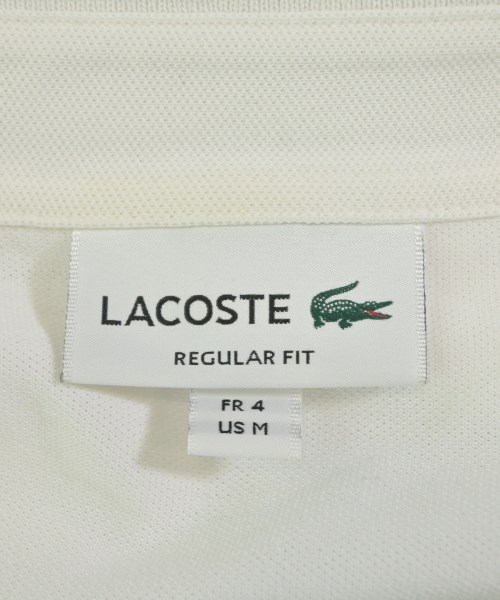 LACOSTE
REGULAR FIT
FR 4
US M